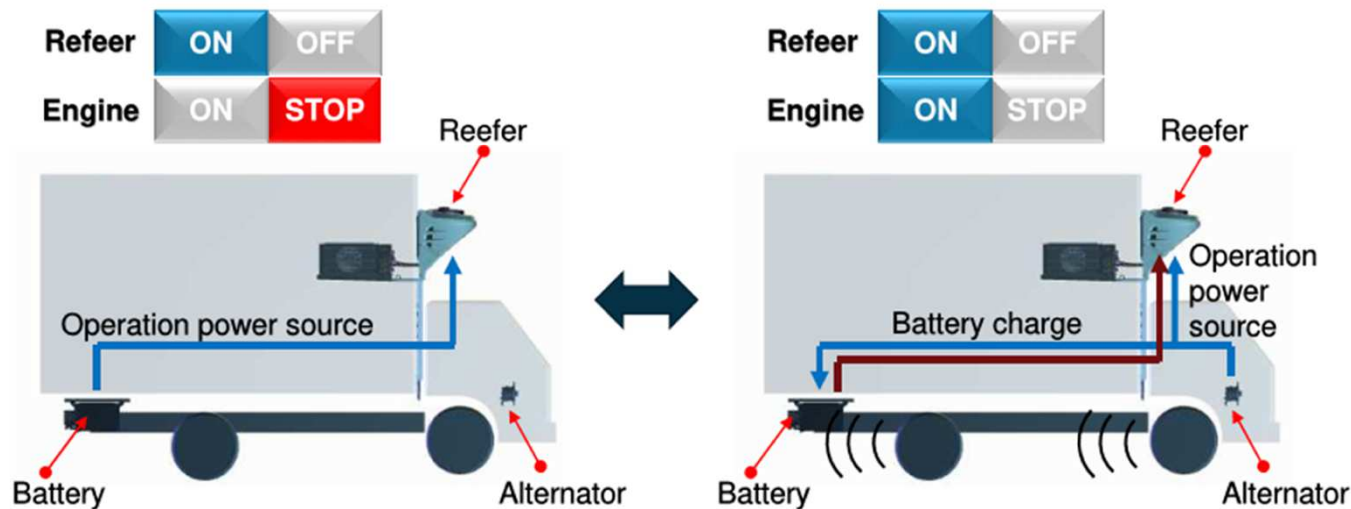 Refeer ON OFF
Engine ON STOP
Reefer
Operation power source
Battery
Alternator
Refeer ON OFF
Engine ON STOP
Reefer
Operation
power
source
Battery charge
Battery
Alternator